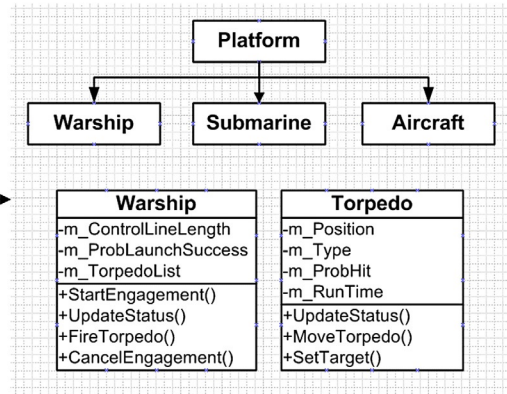 Platform
Warship Submarine Aircraft
Warship
-m_ControlLineLength
-m_ProbLaunchSuccess
-m_TorpedoList
+StartEngagement()
+UpdateStatus()
+FireTorpedo()
+CancelEngagement()
Torpedo
-m_Position
-m_Type
-m_ProbHit
-m_RunTime
+UpdateStatus()
+MoveTorpedo()
+SetTarget()